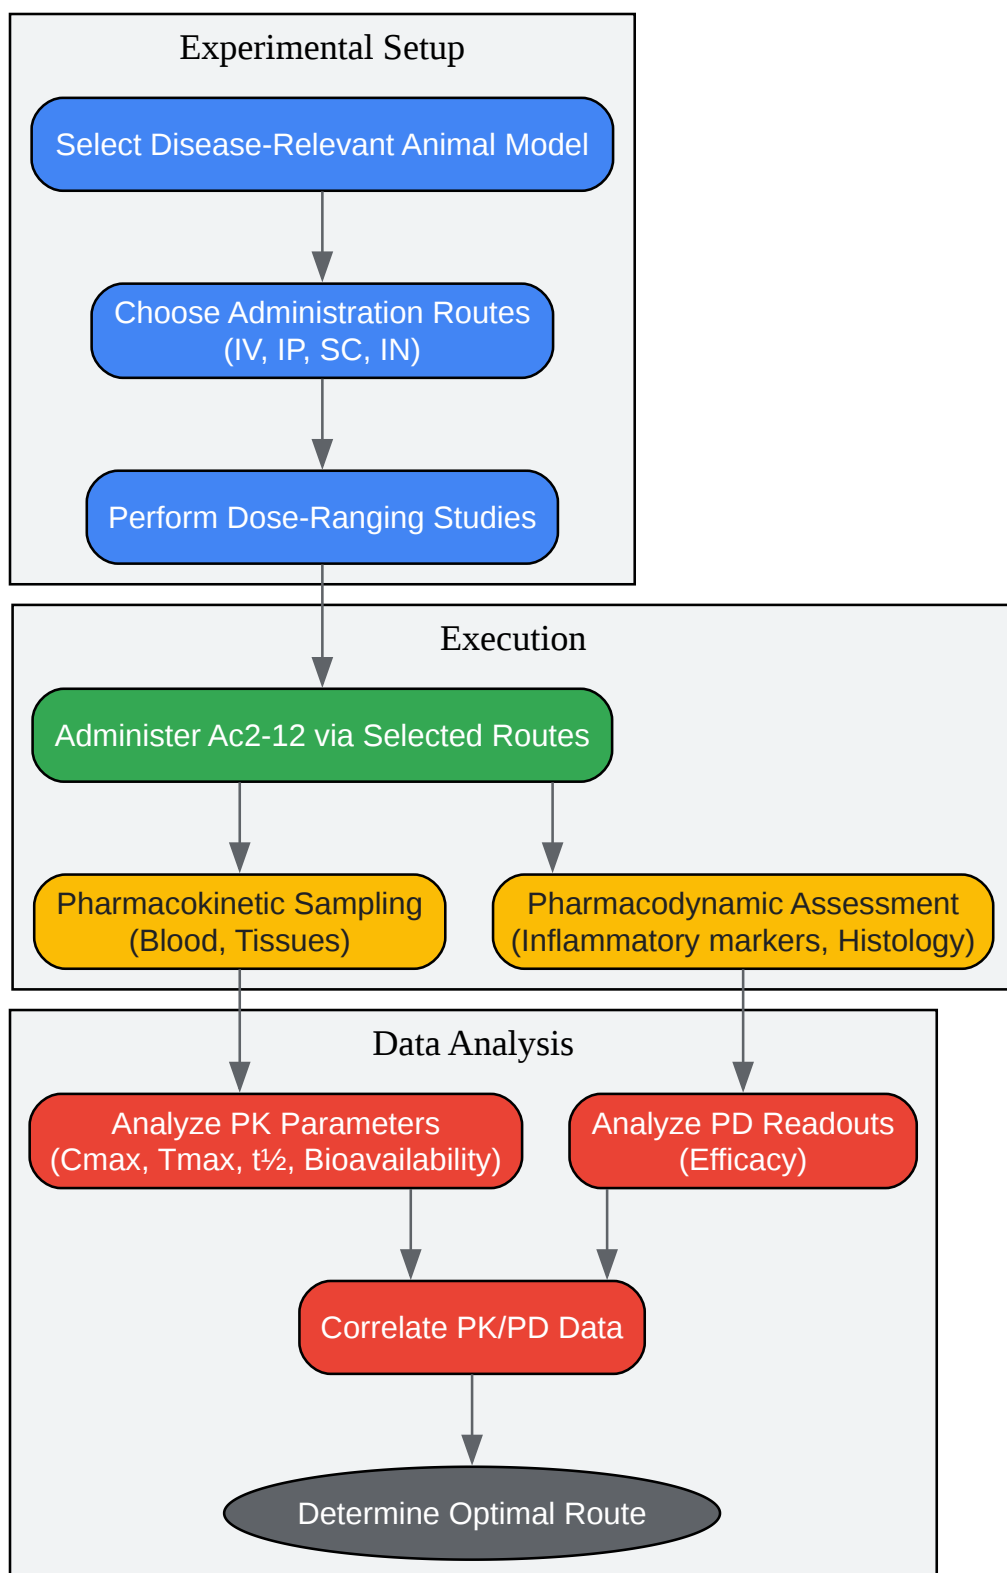 Experimental Setup
Select Disease-Relevant Animal Model
Choose Administration Routes
(IV, IP, SC, IN)
Perform Dose-Ranging Studies
Execution
Administer Ac2-12 via Selected Routes
Pharmacokinetic Sampling
(Blood, Tissues)
Pharmacodynamic Assessment
(Inflammatory markers, Histology)
Data Analysis
Analyze PK Parameters
(Cmax, Tmax, t½, Bioavailability)
Analyze PD Readouts
(Efficacy)
Correlate PK/PD Data
Determine Optimal Route